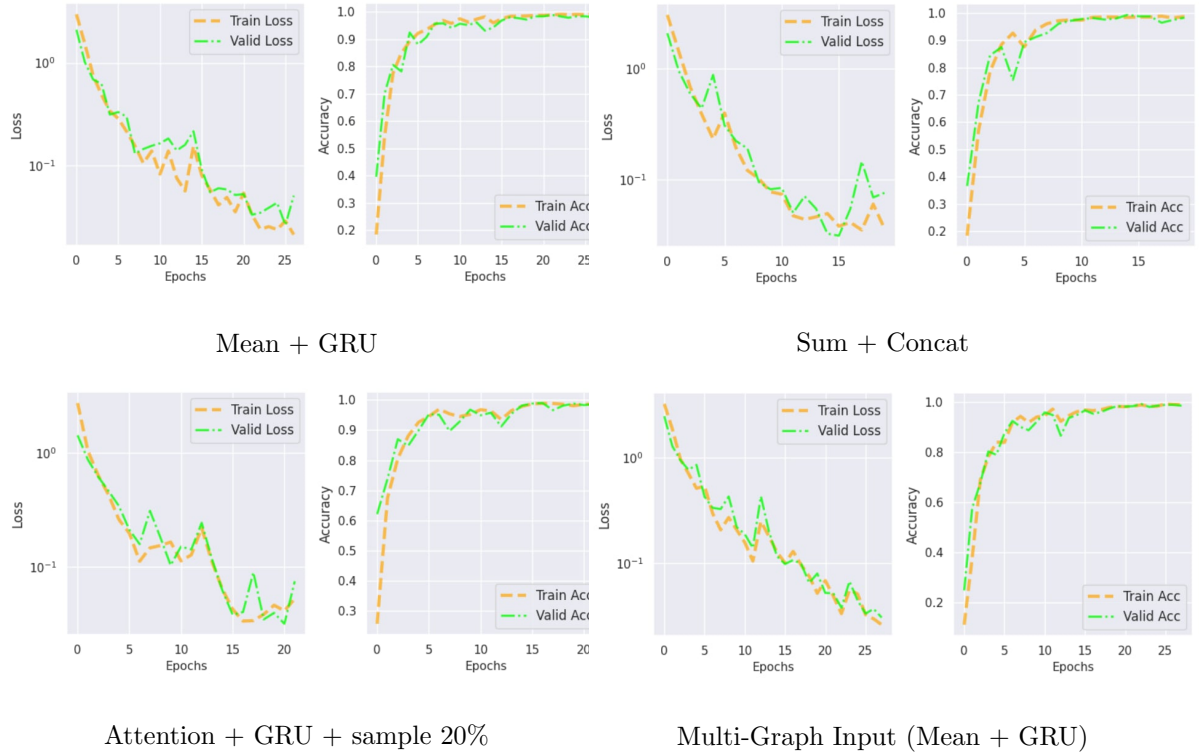 Train Loss
Valid Loss
10⁰
10⁻¹
Loss
0 5 10 15 20 25
Epochs
1.0
0.9
0.8
0.7
0.6
0.5
0.4
0.3
0.2
Accuracy
Train Acc
Valid Acc
0 5 10 15 20 25
Epochs
Mean + GRU
Train Loss
Valid Loss
10⁰
10⁻¹
Loss
0 5 10 15
Epochs
1.0
0.9
0.8
0.7
0.6
0.5
0.4
0.3
0.2
Accuracy
Train Acc
Valid Acc
0 5 10 15
Epochs
Sum + Concat
Train Loss
Valid Loss
10⁰
10⁻¹
Loss
0 5 10 15 20
Epochs
1.0
0.9
0.8
0.7
0.6
0.5
0.4
0.3
Accuracy
Train Acc
Valid Acc
0 5 10 15 20
Epochs
Attention + GRU + sample 20%
Train Loss
Valid Loss
10⁰
10⁻¹
Loss
0 5 10 15 20 25
Epochs
1.0
0.8
0.6
0.4
0.2
Accuracy
Train Acc
Valid Acc
0 5 10 15 20 25
Epochs
Multi-Graph Input (Mean + GRU)